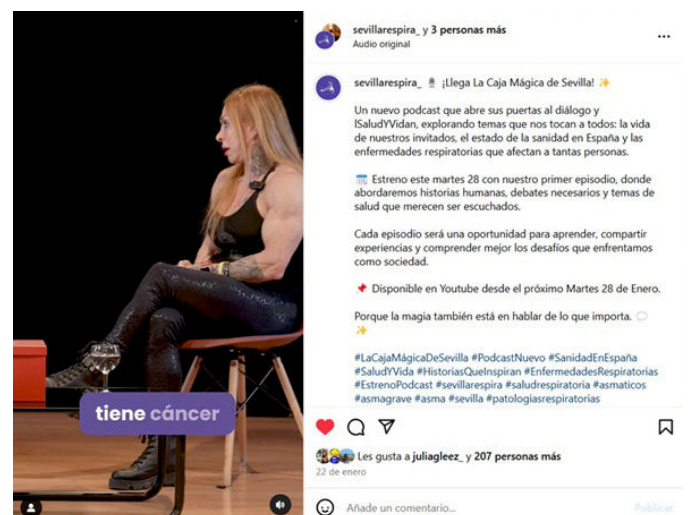 sevillarespira_ y 3 personas más
Audio original
sevillarespira_ 🎙️ ¡Llega La Caja Mágica de Sevilla! ✨
Un nuevo podcast que abre sus puertas al diálogo y
lSaludYVidan, explorando temas que nos tocan a todos: la vida
de nuestros invitados, el estado de la sanidad en España y las
enfermedades respiratorias que afectan a tantas personas.
🗓️ Estreno este martes 28 con nuestro primer episodio, donde
abordaremos historias humanas, debates necesarios y temas de
salud que merecen ser escuchados.
Cada episodio será una oportunidad para aprender, compartir
experiencias y comprender mejor los desafíos que enfrentamos
como sociedad.
📌 Disponible en Youtube desde el próximo Martes 28 de Enero.
Porque la magia también está en hablar de lo que importa. 💬
✨
#LaCajaMágicaDeSevilla #PodcastNuevo #SanidadEnEspaña
#SaludYVida #HistoriasQueInspiran #EnfermedadesRespiratorias
#EstrenoPodcast #sevillarespira #saludrespiratoria #asmaticos
#asmagrave #asma #sevilla #patologiasrespiratorias
tiene cáncer
Les gusta a juliagleez_ y 207 personas más
22 de enero
Añade un comentario...
Publicar